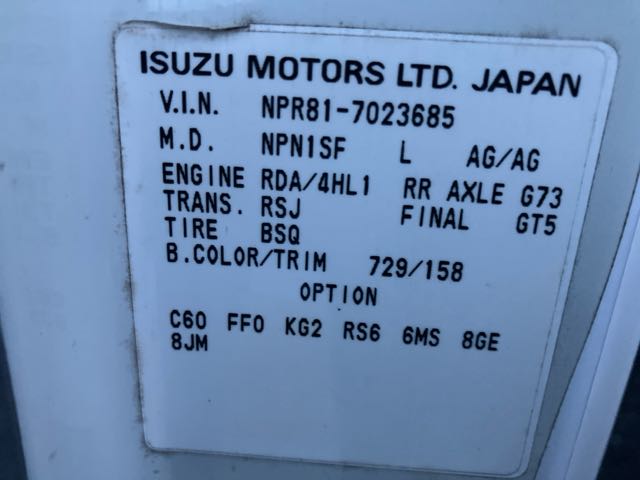 ISUZU MOTORS LTD. JAPAN
V.I.N. NPR81-7023685
M.D. NPN1SF L AG/AG
ENGINE RDA/4HL1 RR AXLE G73
TRANS. RSJ FINAL GT5
TIRE BSQ
B.COLOR/TRIM 729/158
OPTION
C60 FF0 KG2 RS6 6MS 8GE
8JM